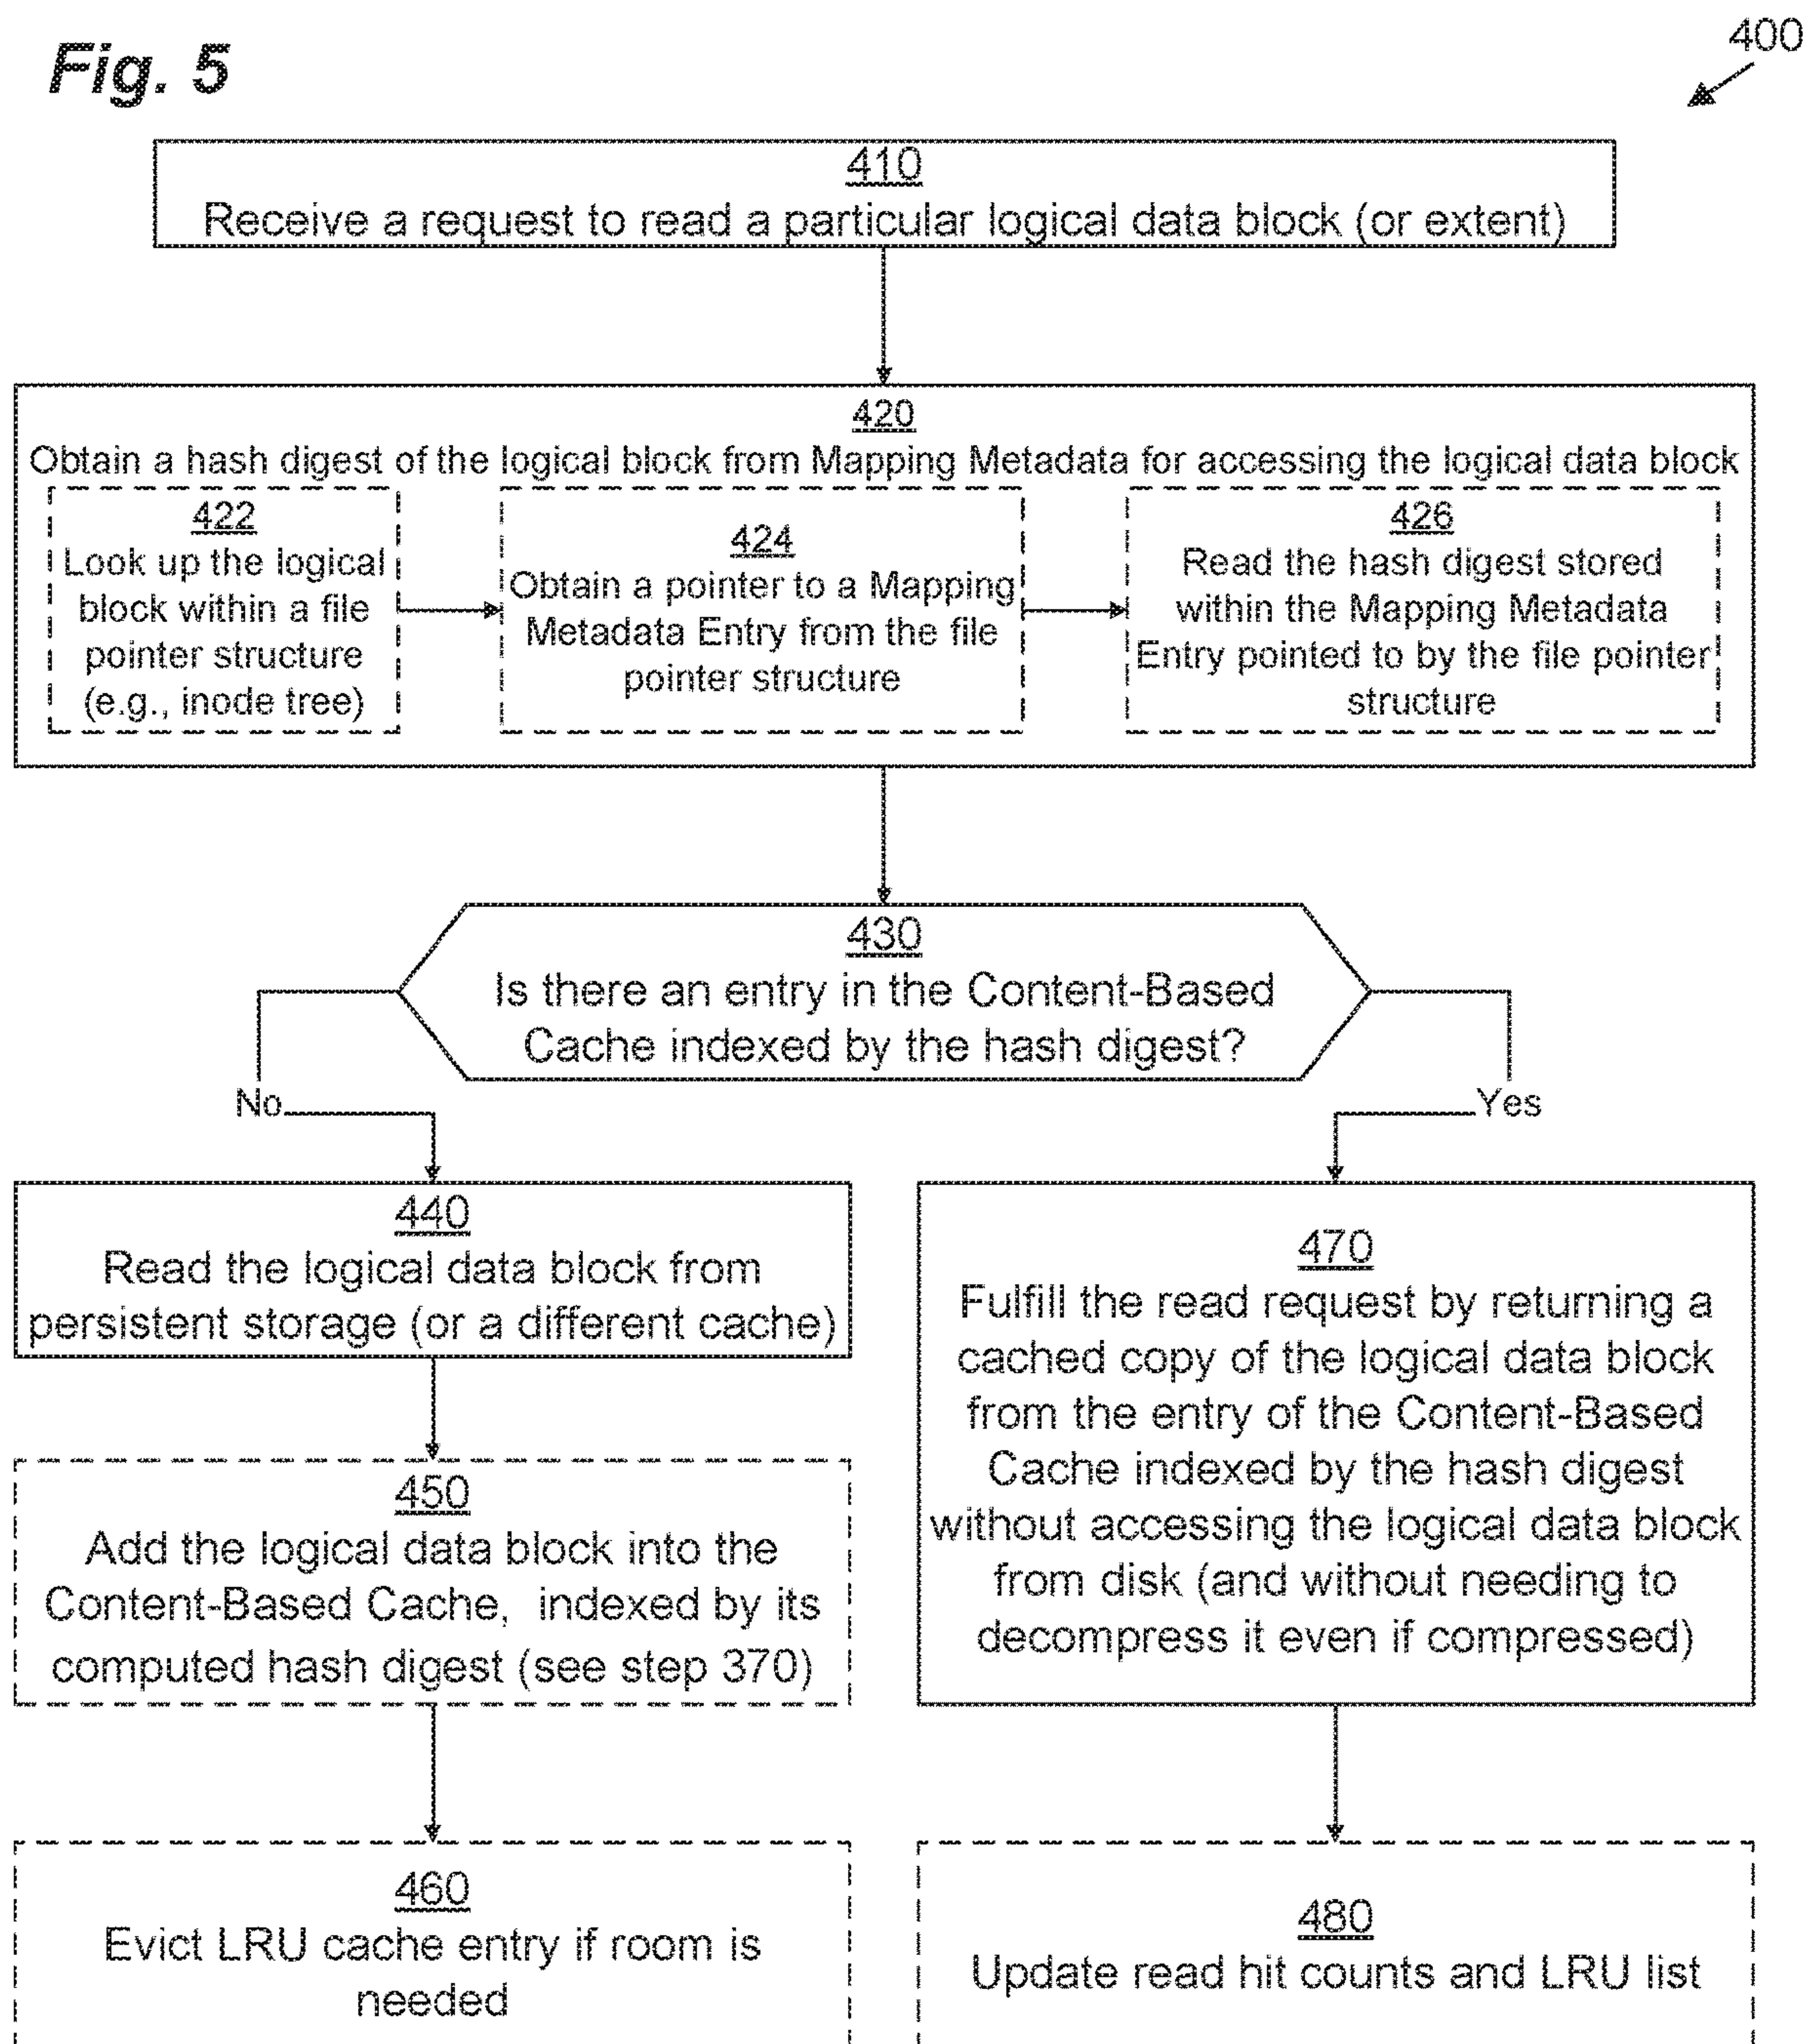 Fig. 5
400
410
Receive a request to read a particular logical data block (or extent)
420
Obtain a hash digest of the logical block from Mapping Metadata for accessing the logical data block
422
Look up the logical
block within a file
pointer structure
(e.g., inode tree)
424
Obtain a pointer to a Mapping
Metadata Entry from the file
pointer structure
426
Read the hash digest stored
within the Mapping Metadata
Entry pointed to by the file pointer
structure
430
Is there an entry in the Content-Based
Cache indexed by the hash digest?
No
Yes
440
Read the logical data block from
persistent storage (or a different cache)
450
Add the logical data block into the
Content-Based Cache, indexed by its
computed hash digest (see step 370)
460
Evict LRU cache entry if room is
needed
470
Fulfill the read request by returning a
cached copy of the logical data block
from the entry of the Content-Based
Cache indexed by the hash digest
without accessing the logical data block
from disk (and without needing to
decompress it even if compressed)
480
Update read hit counts and LRU list